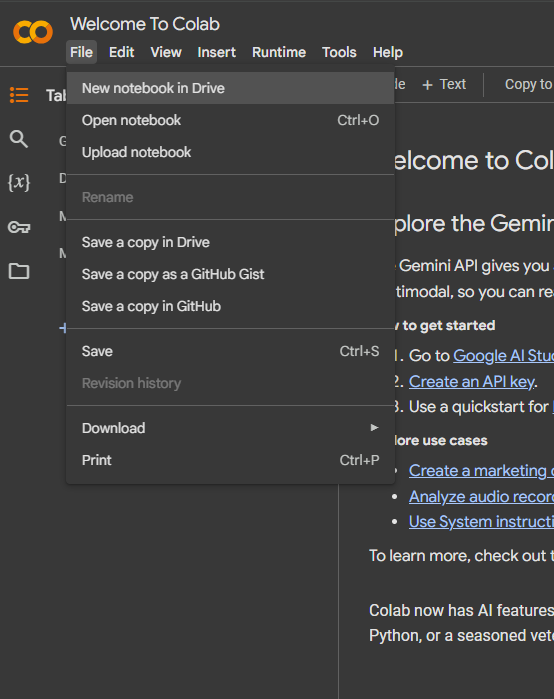 Welcome To Colab
File Edit View Insert Runtime Tools Help
New notebook in Drive
Open notebook Ctrl+O
Upload notebook
Rename
Save a copy in Drive
Save a copy as a GitHub Gist
Save a copy in GitHub
Save Ctrl+S
Revision history
Download
Print Ctrl+P
{x}
+ Text Copy to
to Col
the Gemin
Gemini API gives you
so you can re
to get started
1. Go to Google AI Stu
2. Create an API key.
3. Use a quickstart for
use cases
• Create a marketing
• Analyze audio recor
• Use System instructi
To learn more, check out
Colab now has AI features
Python, or a seasoned vet